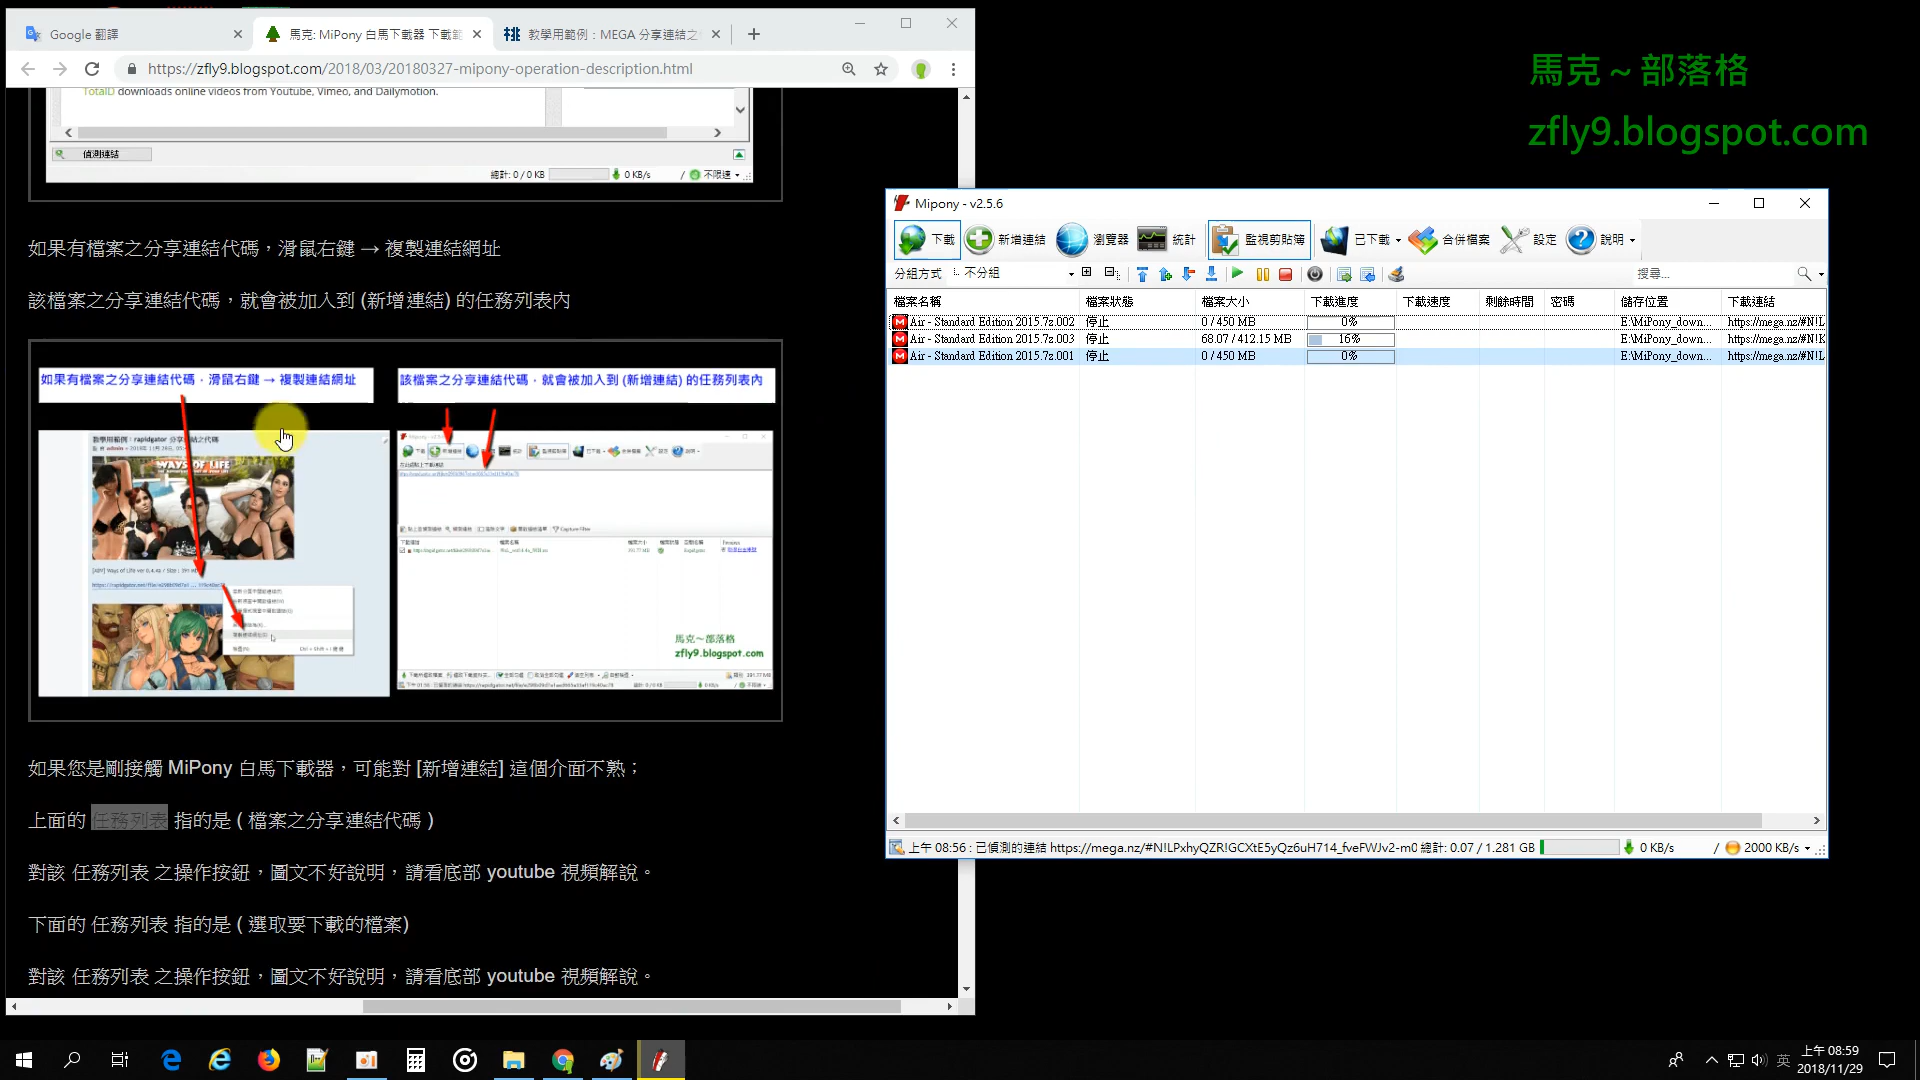 Google 翻譯
馬克: MiPony 白馬下載器 下載範
教學用範例：MEGA 分享連結之
https://zfly9.blogspot.com/2018/03/20180327-mipony-operation-description.html
TotalD downloads online videos from Youtube, Vimeo, and Dailymotion.
偵測連結
總計: 0 / 0 KB
0 KB/s
/
不限速
如果有檔案之分享連結代碼，滑鼠右鍵 → 複製連結網址
該檔案之分享連結代碼，就會被加入到 (新增連結) 的任務列表內
如果有檔案之分享連結代碼，滑鼠右鍵 → 複製連結網址
該檔案之分享連結代碼，就會被加入到 (新增連結) 的任務列表內
教學用範例：rapidgator 分享連結之代碼
WAYS OF LIFE
馬克～部落格
zfly9.blogspot.com
如果您是剛接觸 MiPony 白馬下載器，可能對 [新增連結] 這個介面不熟；
上面的 任務列表 指的是 ( 檔案之分享連結代碼 )
對該 任務列表 之操作按鈕，圖文不好說明，請看底部 youtube 視頻解說。
下面的 任務列表 指的是 ( 選取要下載的檔案)
對該 任務列表 之操作按鈕，圖文不好說明，請看底部 youtube 視頻解說。
馬克～部落格
zfly9.blogspot.com
Mipony - v2.5.6
下載 新增連結 瀏覽器 統計 監視剪貼簿 已下載 合併檔案 設定 說明
分組方式 不分組 搜尋...
檔案名稱 檔案狀態 檔案大小 下載進度 下載速度 剩餘時間 密碼 儲存位置 下載連結
Air - Standard Edition 2015.7z.002 停止 0 / 450 MB 0% E:\MiPony_down... https://mega.nz/#N!L
Air - Standard Edition 2015.7z.003 停止 68.07 / 412.15 MB 16% E:\MiPony_down... https://mega.nz/#N!K
Air - Standard Edition 2015.7z.001 停止 0 / 450 MB 0% E:\MiPony_down... https://mega.nz/#N!L
上午 08:56 : 已偵測的連結 https://mega.nz/#N!LPxhyQZR!GCXtE5yQz6uH714_fveFWJv2-m0 總計: 0.07 / 1.281 GB 0 KB/s / 2000 KB/s
英
上午 08:59
2018/11/29